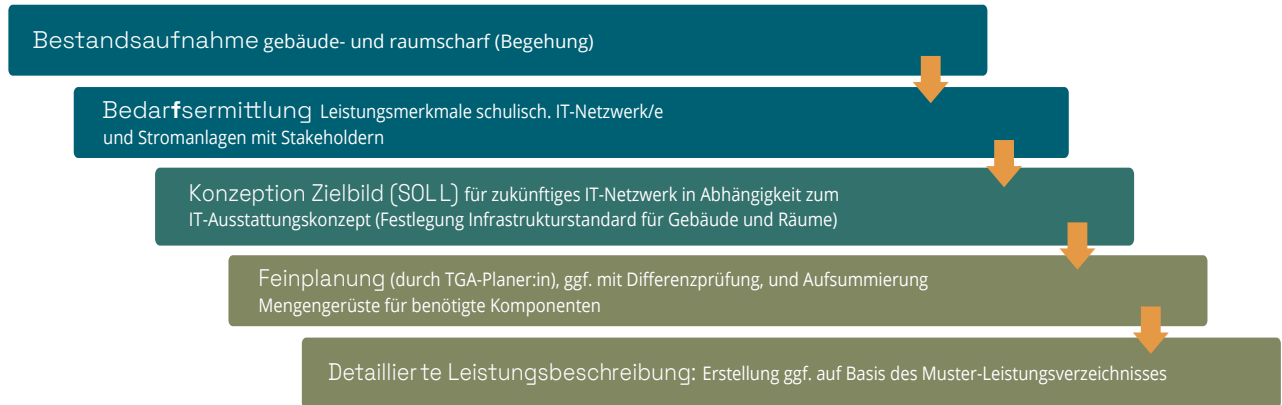 Bestandsaufnahme gebäude- und raumscharf (Begehung)
Bedarfsermittlung Leistungsmerkmale schulisch. IT-Netzwerk/e
und Stromanlagen mit Stakeholdern
Konzeption Zielbild (SOLL) für zukünftiges IT-Netzwerk in Abhängigkeit zum
IT-Ausstattungskonzept (Festlegung Infrastrukturstandard für Gebäude und Räume)
Feinplanung (durch TGA-Planer:in), ggf. mit Differenzprüfung, und Aufsummierung
Mengengerüste für benötigte Komponenten
Detaillierte Leistungsbeschreibung: Erstellung ggf. auf Basis des Muster-Leistungsverzeichnisses